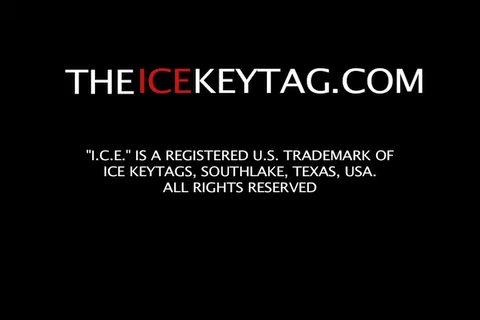 THEICEKEYTAG.COM
"I.C.E." IS A REGISTERED U.S. TRADEMARK OF
ICE KEYTAGS, SOUTHLAKE, TEXAS, USA.
ALL RIGHTS RESERVED